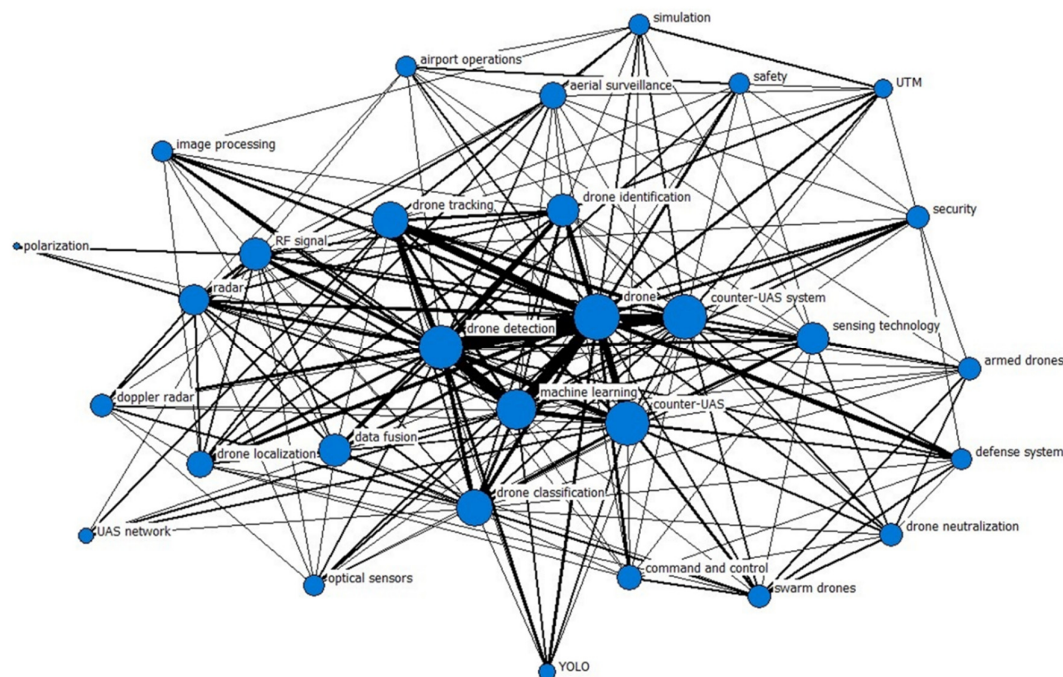 simulation
airport operations
safety
UTM
aerial surveillance
image processing
drone identification
drone tracking
security
RF signal
polarization
radar
drone
counter-UAS system
drone detection
sensing technology
armed drones
machine learning
doppler radar
counter-UAS
data fusion
drone localization
defense system
drone classification
UAS network
drone neutralization
command and control
optical sensors
swarm drones
YOLO